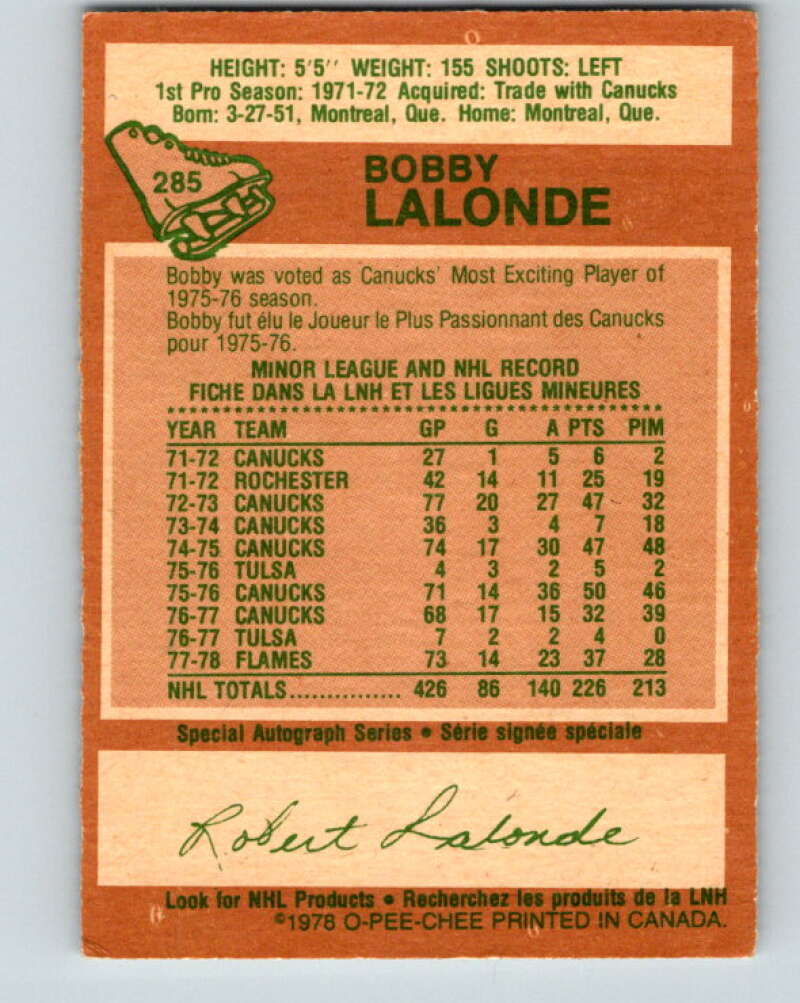 HEIGHT: 5'5'' WEIGHT: 155 SHOOTS: LEFT
1st Pro Season: 1971-72 Acquired: Trade with Canucks
Born: 3-27-51, Montreal, Que. Home: Montreal, Que.
285
BOBBY
LALONDE
Bobby was voted as Canucks' Most Exciting Player of
1975-76 season.
Bobby fut élu le Joueur le Plus Passionnant des Canucks
pour 1975-76.
MINOR LEAGUE AND NHL RECORD
FICHE DANS LA LNH ET LES LIGUES MINEURES
YEAR TEAM GP G A PTS PIM
71-72 CANUCKS 27 1 5 6 2
71-72 ROCHESTER 42 14 11 25 19
72-73 CANUCKS 77 20 27 47 32
73-74 CANUCKS 36 3 4 7 18
74-75 CANUCKS 74 17 30 47 48
75-76 TULSA 4 3 2 5 2
75-76 CANUCKS 71 14 36 50 46
76-77 CANUCKS 68 17 15 32 39
76-77 TULSA 7 2 2 4 0
77-78 FLAMES 73 14 23 37 28
NHL TOTALS............... 426 86 140 226 213
Special Autograph Series • Série signée spéciale
Robert Lalonde
Look for NHL Products • Recherchez les produits de la LNH
©1978 O-PEE-CHEE PRINTED IN CANADA.